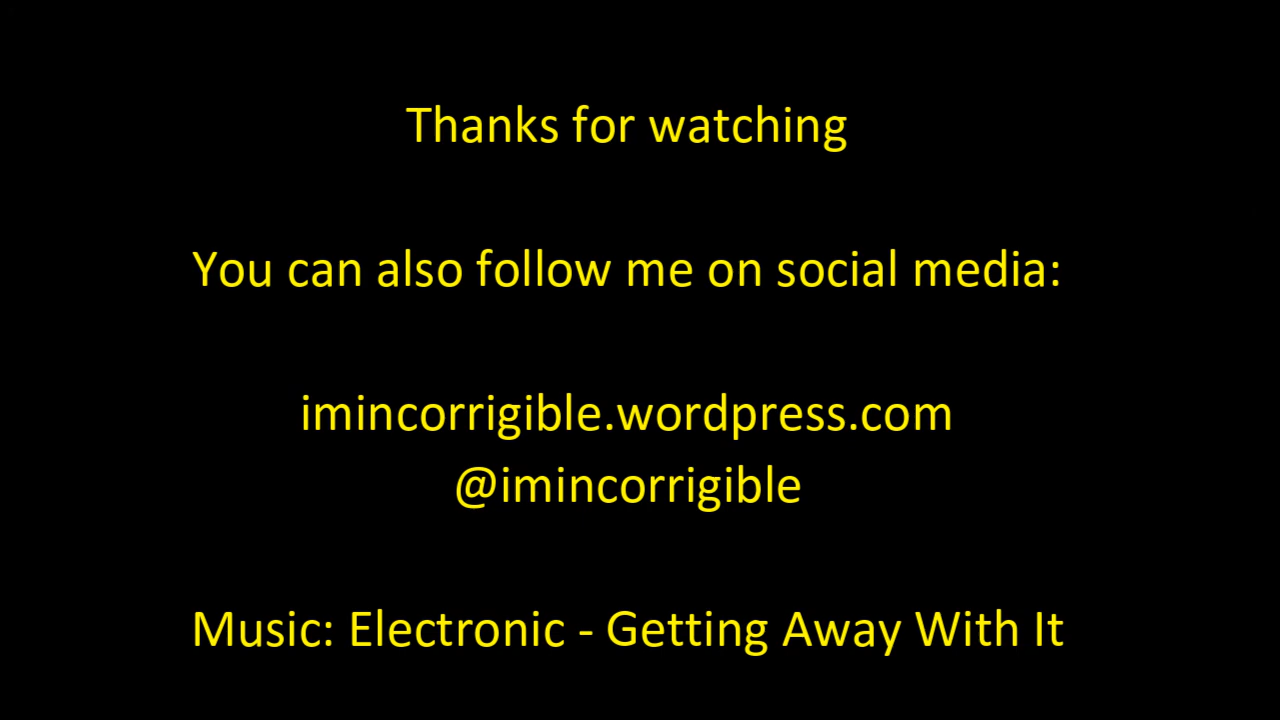 Thanks for watching
You can also follow me on social media:
imincorrigible.wordpress.com
@imincorrigible
Music: Electronic - Getting Away With It